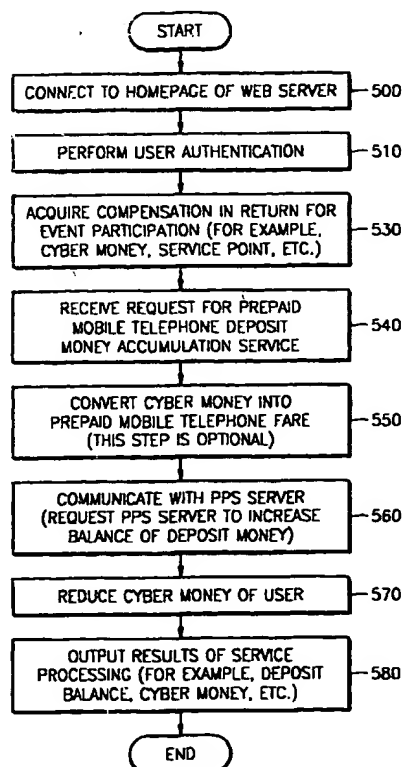 START
CONNECT TO HOMEPAGE OF WEB SERVER 500
PERFORM USER AUTHENTICATION 510
ACQUIRE COMPENSATION IN RETURN FOR
EVENT PARTICIPATION (FOR EXAMPLE,
CYBER MONEY, SERVICE POINT, ETC.)
530
RECEIVE REQUEST FOR PREPAID
MOBILE TELEPHONE DEPOSIT
MONEY ACCUMULATION SERVICE
540
CONVERT CYBER MONEY INTO
PREPAID MOBILE TELEPHONE FARE
(THIS STEP IS OPTIONAL)
550
COMMUNICATE WITH PPS SERVER
(REQUEST PPS SERVER TO INCREASE
BALANCE OF DEPOSIT MONEY)
560
REDUCE CYBER MONEY OF USER 570
OUTPUT RESULTS OF SERVICE
PROCESSING (FOR EXAMPLE, DEPOSIT
BALANCE, CYBER MONEY, ETC.)
580
END